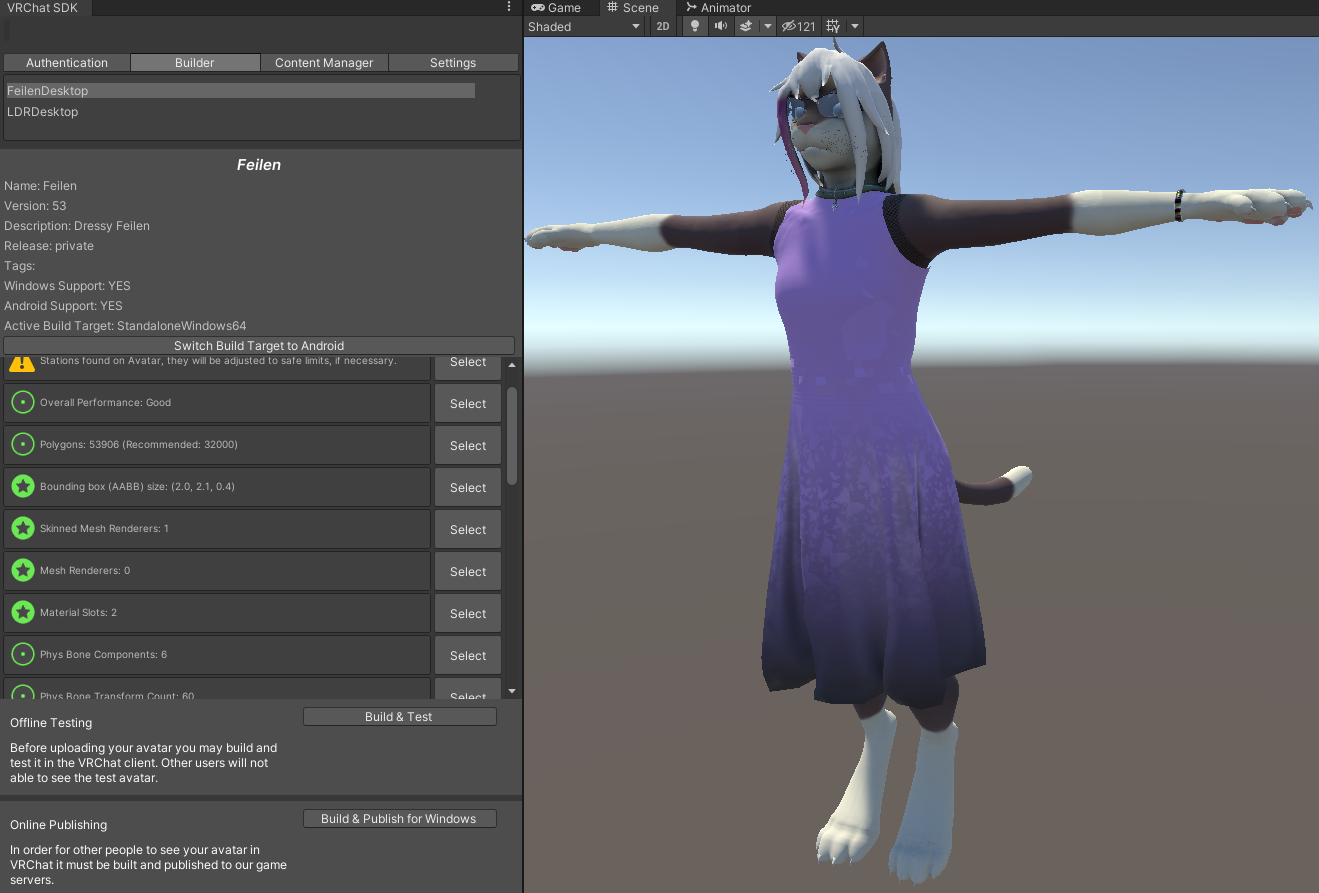 VRChat SDK
Authentication
Builder
Content Manager
Settings
FeilenDesktop
LDRDesktop
Feilen
Name: Feilen
Version: 53
Description: Dressy Feilen
Release: private
Tags:
Windows Support: YES
Android Support: YES
Active Build Target: StandaloneWindows64
Switch Build Target to Android
Stations found on Avatar, they will be adjusted to safe limits, if necessary.
Select
Overall Performance: Good
Select
Polygons: 53906 (Recommended: 32000)
Select
Bounding box (AABB) size: (2.0, 2.1, 0.4)
Select
Skinned Mesh Renderers: 1
Select
Mesh Renderers: 0
Select
Material Slots: 2
Select
Phys Bone Components: 6
Select
Phys Bone Transform Count: 60
Select
Offline Testing
Build & Test
Before uploading your avatar you may build and
test it in the VRChat client. Other users will not
able to see the test avatar.
Online Publishing
Build & Publish for Windows
In order for other people to see your avatar in
VRChat it must be built and published to our game
servers.
Game
Scene
Animator
Shaded
2D
121